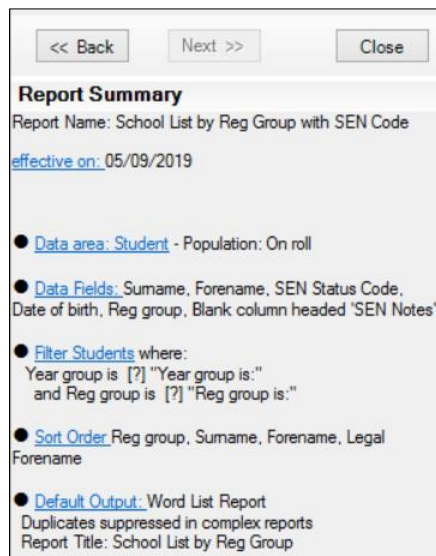 << Back Next >> Close
Report Summary
Report Name: School List by Reg Group with SEN Code
effective on: 05/09/2019
● Data area: Student - Population: On roll
● Data Fields: Surname, Forename, SEN Status Code,
Date of birth, Reg group, Blank column headed 'SEN Notes'
● Filter Students where:
Year group is [?] "Year group is:"
and Reg group is [?] "Reg group is:"
● Sort Order Reg group, Surname, Forename, Legal
Forename
● Default Output: Word List Report
Duplicates suppressed in complex reports
Report Title: School List by Reg Group